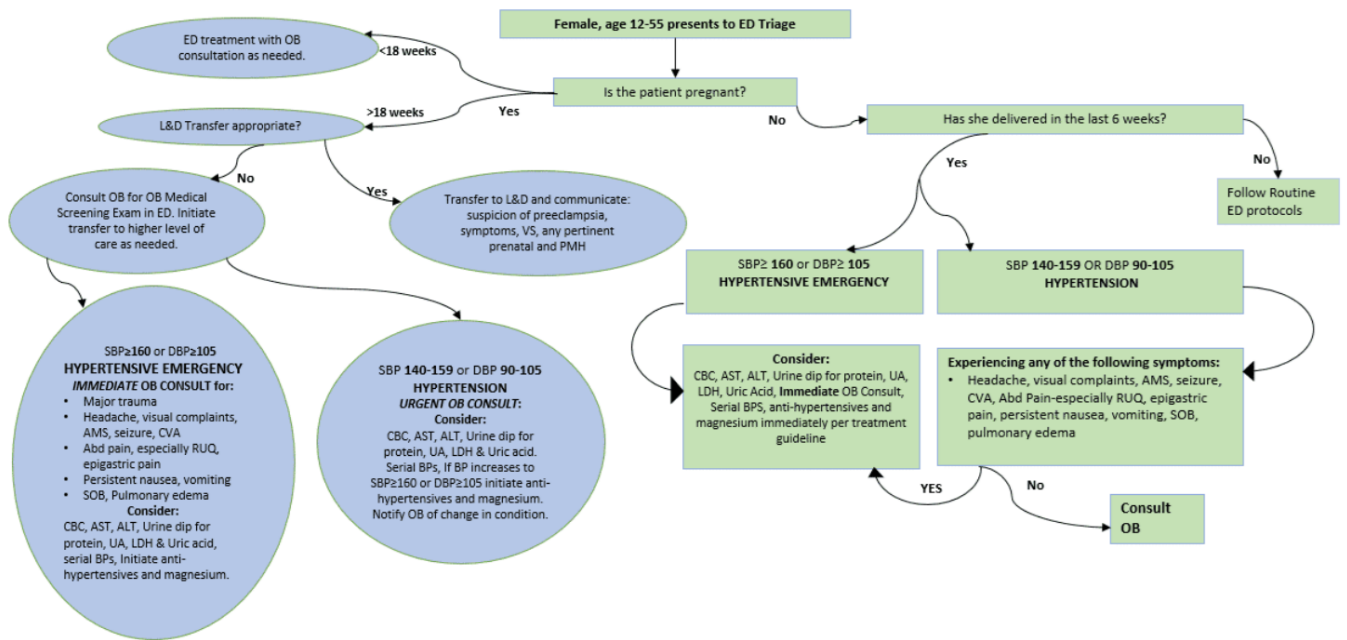 Female, age 12-55 presents to ED Triage
ED treatment with OB
consultation as needed.
<18 weeks
Is the patient pregnant?
>18 weeks
Yes
No
L&D Transfer appropriate?
Has she delivered in the last 6 weeks?
No
Yes
Yes
No
Consult OB for OB Medical
Screening Exam in ED. Initiate
transfer to higher level of
care as needed.
Transfer to L&D and communicate:
suspicion of preeclampsia,
symptoms, VS, any pertinent
prenatal and PMH
Follow Routine
ED protocols
SBP≥ 160 or DBP≥ 105
HYPERTENSIVE EMERGENCY
SBP 140-159 OR DBP 90-105
HYPERTENSION
SBP≥160 or DBP≥105
HYPERTENSIVE EMERGENCY
IMMEDIATE OB CONSULT for:
• Major trauma
• Headache, visual complaints,
AMS, seizure, CVA
• Abd pain, especially RUQ,
epigastric pain
• Persistent nausea, vomiting
• SOB, Pulmonary edema
Consider:
CBC, AST, ALT, Urine dip for
protein, UA, LDH & Uric acid,
serial BPs, Initiate anti-
hypertensives and magnesium.
SBP 140-159 or DBP 90-105
HYPERTENSION
URGENT OB CONSULT:
Consider:
CBC, AST, ALT, Urine dip for
protein, UA, LDH & Uric acid.
Serial BPs, If BP increases to
SBP≥160 or DBP≥105 initiate anti-
hypertensives and magnesium.
Notify OB of change in condition.
Consider:
CBC, AST, ALT, Urine dip for protein, UA,
LDH, Uric Acid, Immediate OB Consult,
Serial BPS, anti-hypertensives and
magnesium immediately per treatment
guideline
Experiencing any of the following symptoms:
• Headache, visual complaints, AMS, seizure,
CVA, Abd Pain-especially RUQ, epigastric
pain, persistent nausea, vomiting, SOB,
pulmonary edema
YES
No
Consult
OB